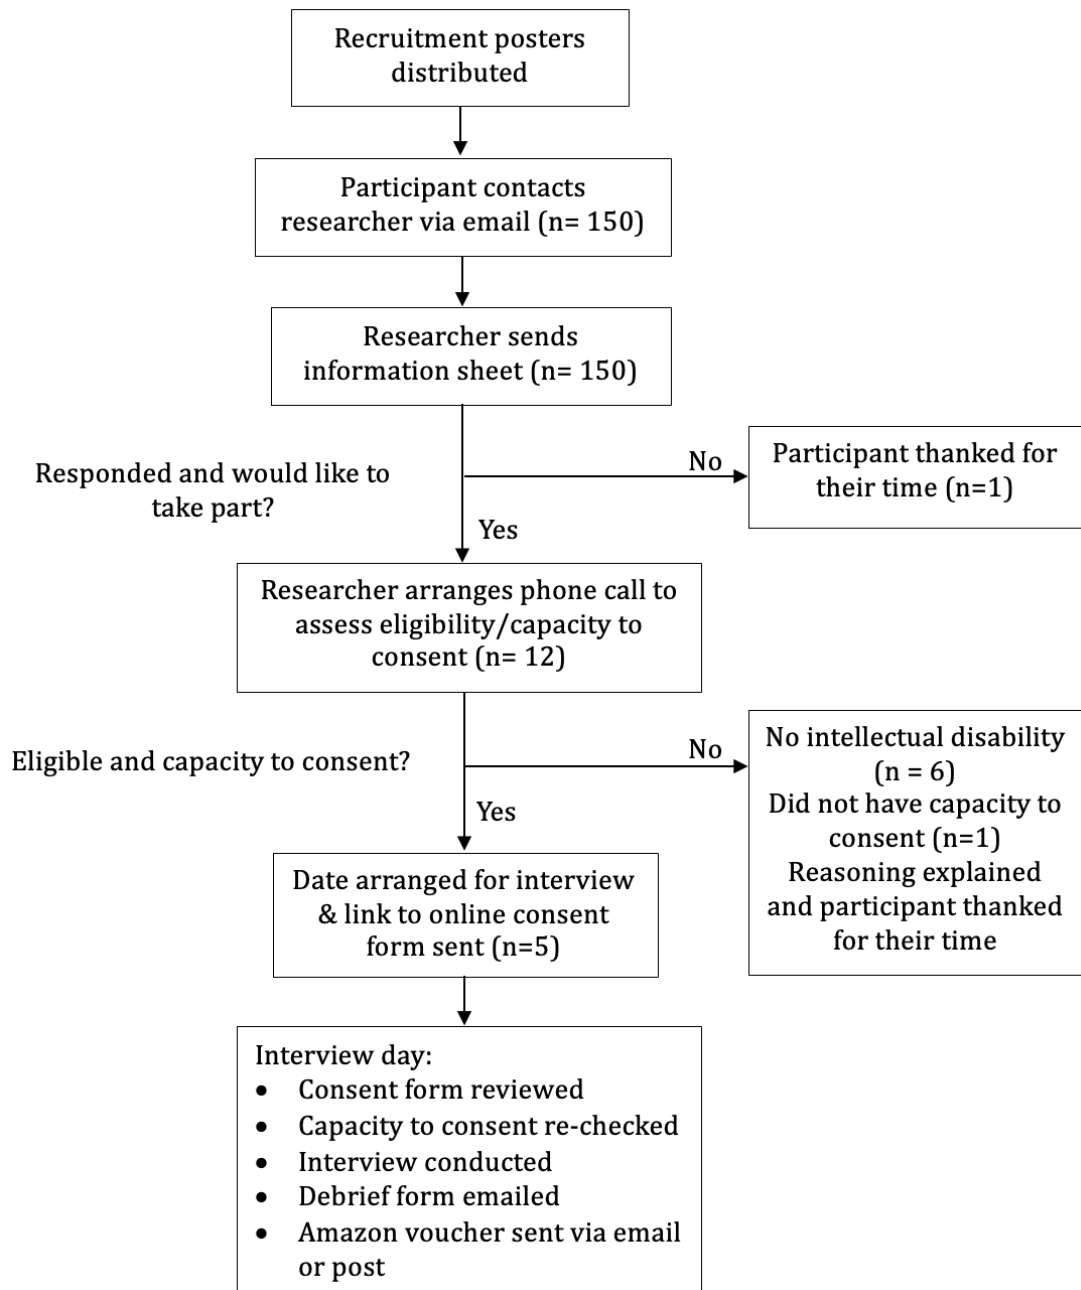 Recruitment posters
distributed
Participant contacts
researcher via email (n= 150)
Researcher sends
information sheet (n= 150)
Responded and would like to
take part?
No
Participant thanked for
their time (n=1)
Yes
Researcher arranges phone call to
assess eligibility/capacity to
consent (n= 12)
Eligible and capacity to consent?
No
No intellectual disability
(n = 6)
Did not have capacity to
consent (n=1)
Reasoning explained
and participant thanked
for their time
Yes
Date arranged for interview
& link to online consent
form sent (n=5)
Interview day:
• Consent form reviewed
• Capacity to consent re-checked
• Interview conducted
• Debrief form emailed
• Amazon voucher sent via email
or post